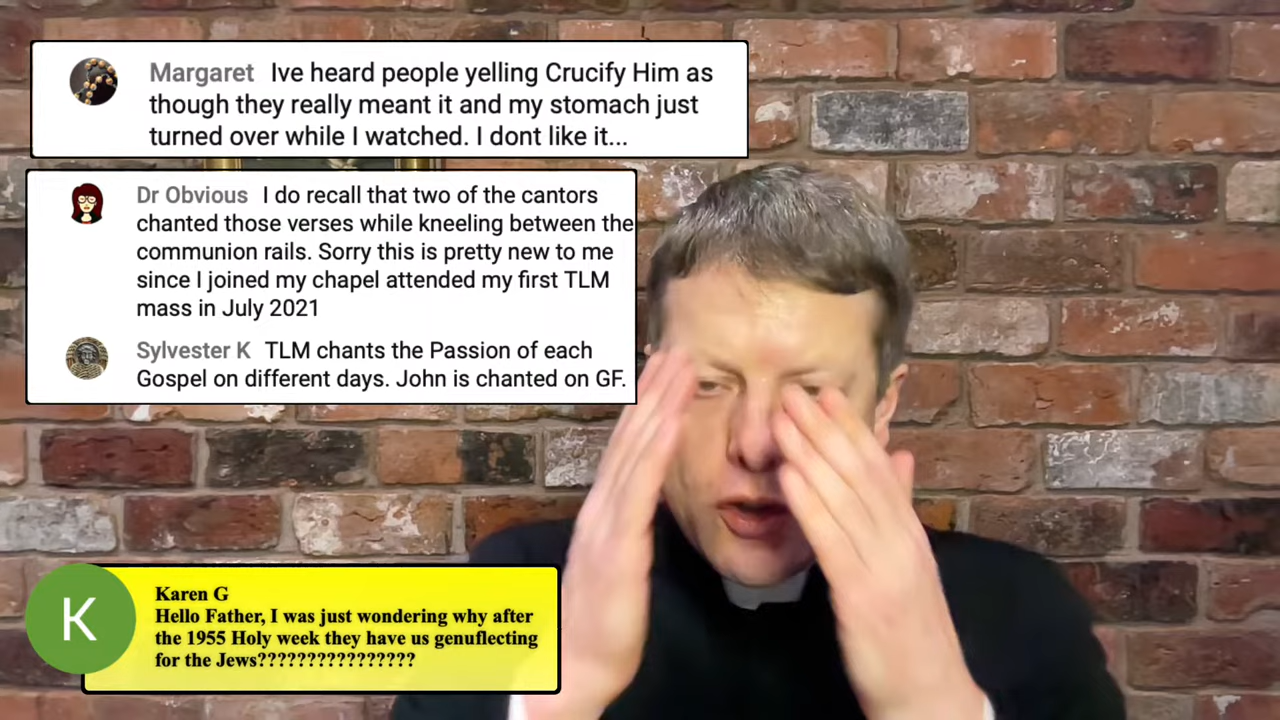 Margaret Ive heard people yelling Crucify Him as
though they really meant it and my stomach just
turned over while I watched. I dont like it...
Dr Obvious I do recall that two of the cantors
chanted those verses while kneeling between the
communion rails. Sorry this is pretty new to me
since I joined my chapel attended my first TLM
mass in July 2021
Sylvester K TLM chants the Passion of each
Gospel on different days. John is chanted on GF.
K
Karen G
Hello Father, I was just wondering why after
the 1955 Holy week they have us genuflecting
for the Jews???????????????